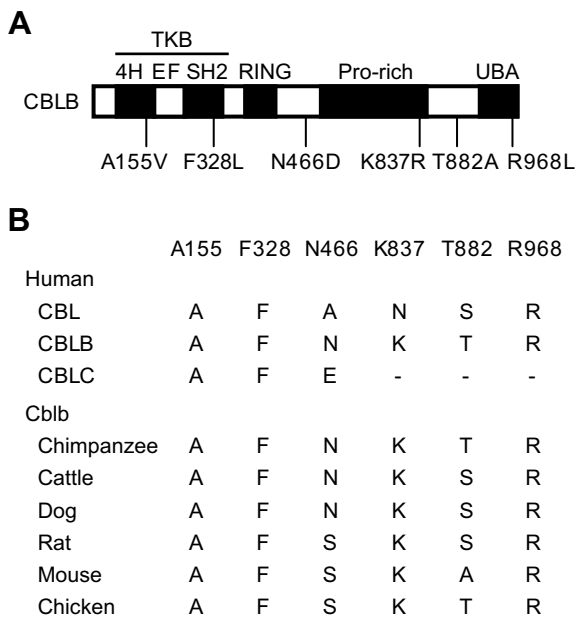 A
TKB
4H EF SH2 RING Pro-rich UBA
CBLB
A155V F328L N466D K837R T882A R968L
B
A155 F328 N466 K837 T882 R968
Human
CBL A F A N S R
CBLB A F N K T R
CBLC A F E - - -
Cblb
Chimpanzee A F N K T R
Cattle A F N K S R
Dog A F N K S R
Rat A F S K S R
Mouse A F S K A R
Chicken A F S K T R